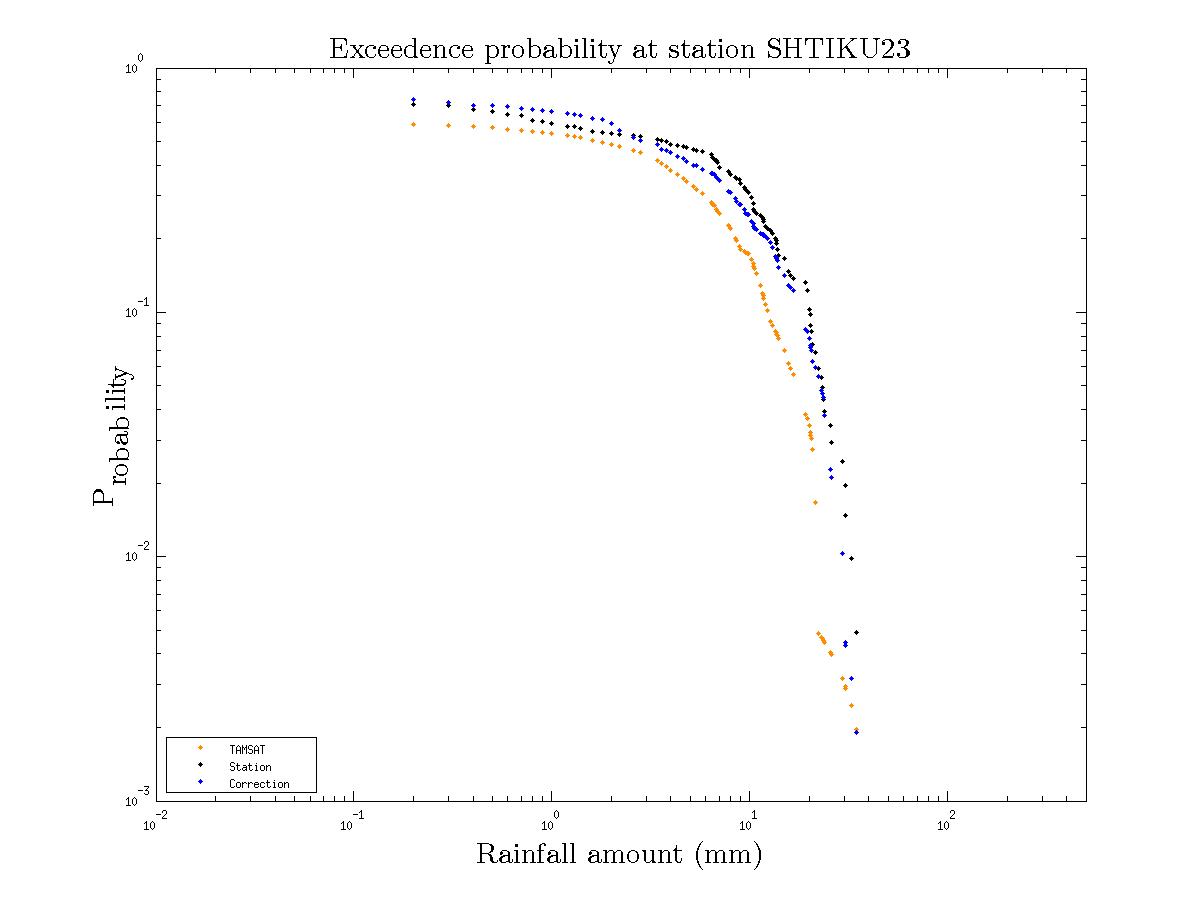 Exceedence probability at station SHTIKU23
10^0
10^-1
10^-2
10^-3
Probability
TAMSAT
Station
Correction
10^-2 10^-1 10^0 10^1 10^2
Rainfall amount (mm)